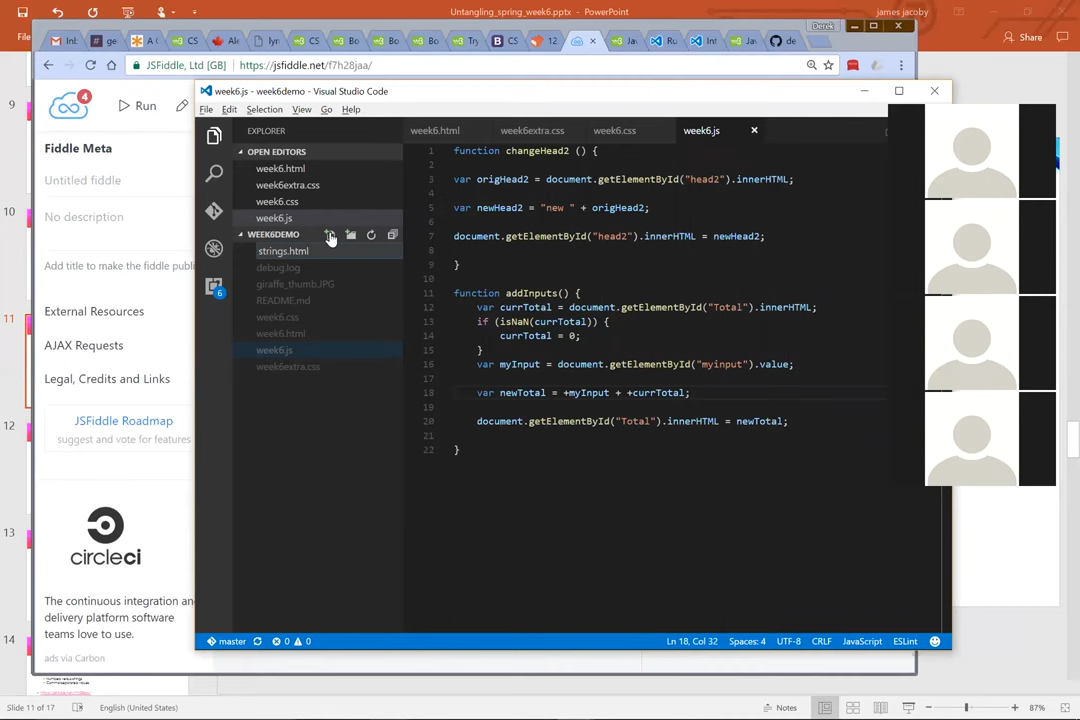 Untangling_spring_week6.pptx - PowerPoint
james jacoby
File
Share
Derek
JSFiddle, Ltd [GB]
https://jsfiddle.net/f7h28jaa/
4
Run
Fiddle Meta
Untitled fiddle
No description
Add title to make the fiddle publi
External Resources
AJAX Requests
Legal, Credits and Links
JSFiddle Roadmap
suggest and vote for features
circleci
The continuous integration an
delivery platform software
teams love to use.
ads via Carbon
9
10
11
12
13
14
week6.js - week6demo - Visual Studio Code
File Edit Selection View Go Help
EXPLORER
OPEN EDITORS
week6.html
week6extra.css
week6.css
week6.js
WEEK6DEMO
strings.html
debug.log
giraffe_thumb.JPG
README.md
week6.css
week6.html
week6.js
week6extra.css
6
week6.html week6extra.css week6.css week6.js
1 function changeHead2 () {
2
3 var origHead2 = document.getElementById("head2").innerHTML;
4
5 var newHead2 = "new " + origHead2;
6
7 document.getElementById("head2").innerHTML = newHead2;
8
9 }
10
11 function addInputs() {
12 var currTotal = document.getElementById("Total").innerHTML;
13 if (isNaN(currTotal)) {
14 currTotal = 0;
15 }
16 var myInput = document.getElementById("myinput").value;
17
18 var newTotal = +myInput + +currTotal;
19
20 document.getElementById("Total").innerHTML = newTotal;
21
22 }
master 0 0
Ln 18, Col 32 Spaces: 4 UTF-8 CRLF JavaScript ESLint
Slide 11 of 17
English (United States)
Notes
87%